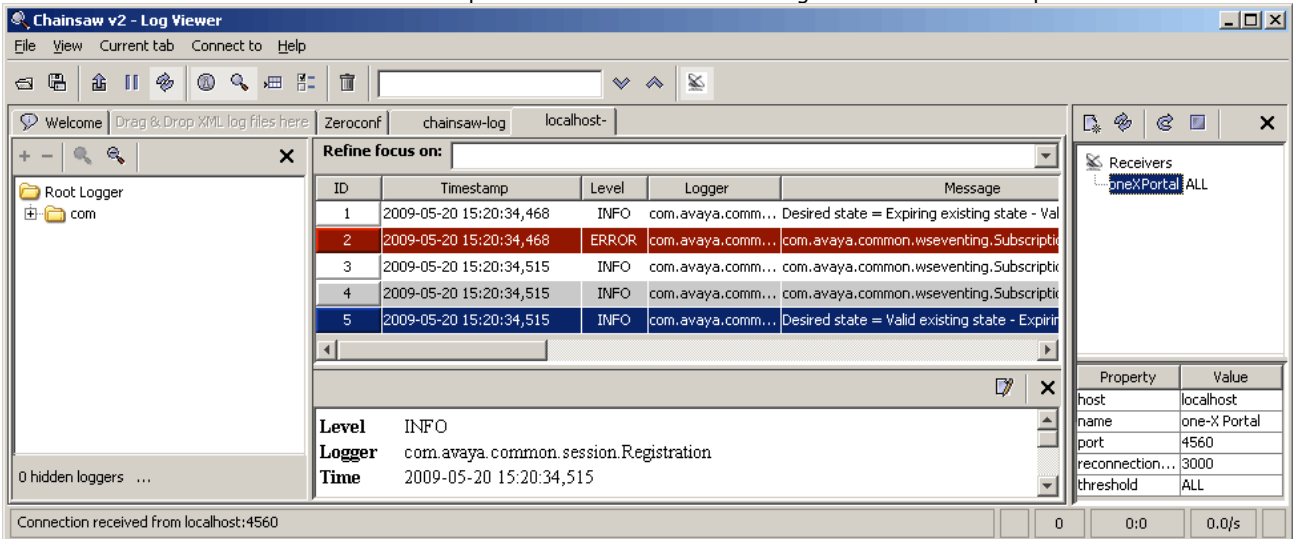 Chainsaw v2 - Log Viewer
File View Current tab Connect to Help
Welcome Drag & Drop XML log files here Zeroconf chainsaw-log localhost-
Refine focus on:
Root Logger
com
0 hidden loggers ...
ID Timestamp Level Logger Message
1 2009-05-20 15:20:34,468 INFO com.avaya.comm... Desired state = Expiring existing state - Val
2 2009-05-20 15:20:34,468 ERROR com.avaya.comm... com.avaya.common.wseventing.Subscriptio
3 2009-05-20 15:20:34,515 INFO com.avaya.comm... com.avaya.common.wseventing.Subscriptio
4 2009-05-20 15:20:34,515 INFO com.avaya.comm... com.avaya.common.wseventing.Subscriptio
5 2009-05-20 15:20:34,515 INFO com.avaya.comm... Desired state = Valid existing state - Expirin
Level INFO
Logger com.avaya.common.session.Registration
Time 2009-05-20 15:20:34,515
Receivers
oneXPortal ALL
Property Value
host localhost
name one-X Portal
port 4560
reconnection... 3000
threshold ALL
Connection received from localhost:4560
0 0:0 0.0/s